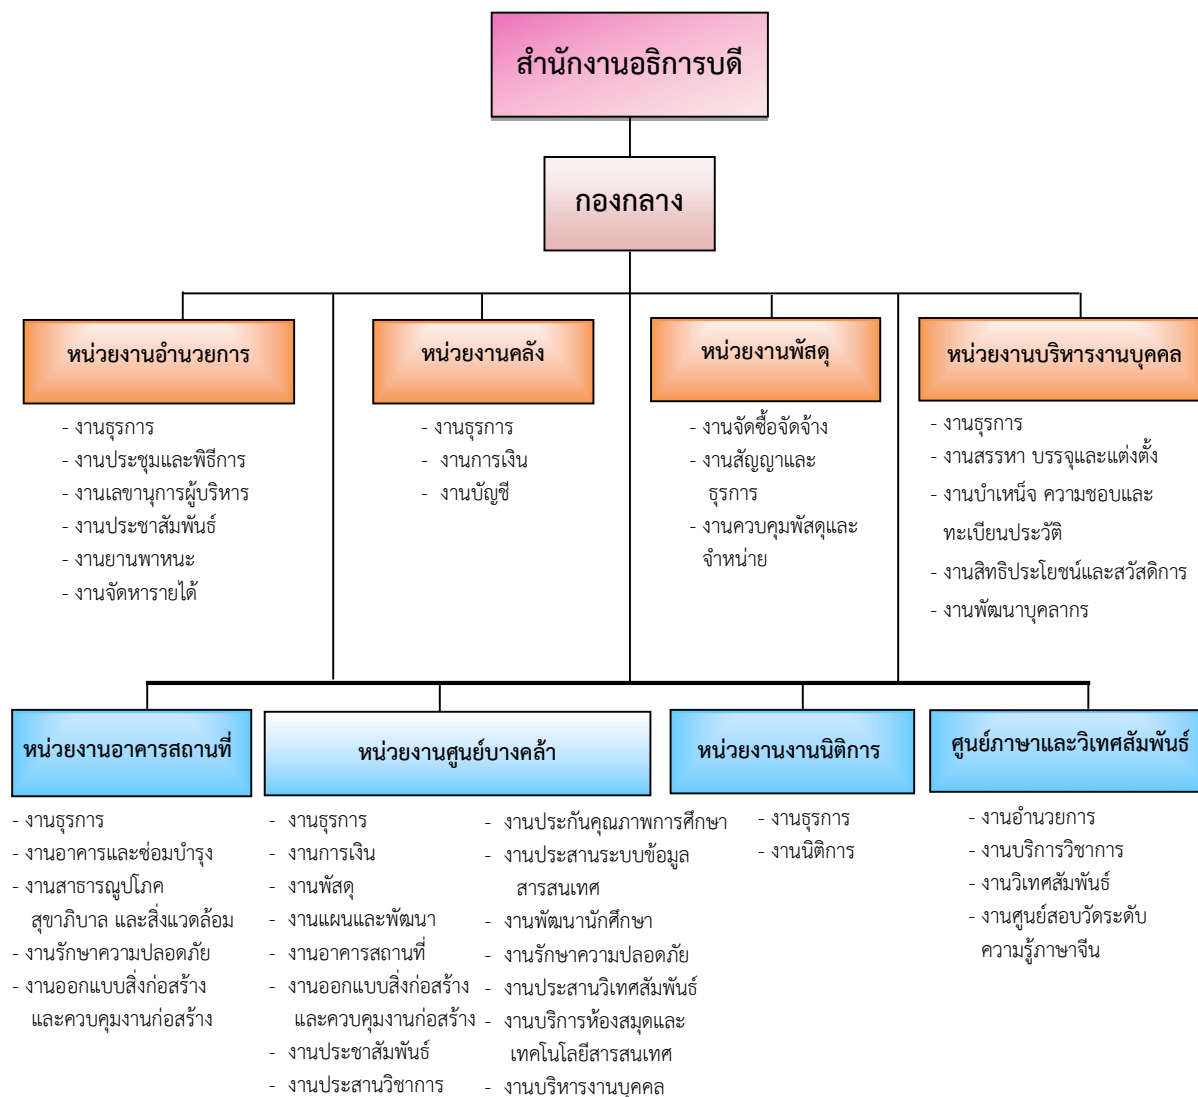 สำนักงานอธิการบดี
กองกลาง
หน่วยงานอำนวยการ
- งานธุรการ
- งานประชุมและพิธีการ
- งานเลขานุการผู้บริหาร
- งานประชาสัมพันธ์
- งานยานพาหนะ
- งานจัดหารายได้
หน่วยงานคลัง
- งานธุรการ
- งานการเงิน
- งานบัญชี
หน่วยงานพัสดุ
- งานจัดซื้อจัดจ้าง
- งานสัญญาและ
ธุรการ
- งานควบคุมพัสดุและ
จำหน่าย
หน่วยงานบริหารงานบุคคล
- งานธุรการ
- งานสรรหา บรรจุและแต่งตั้ง
- งานบำเหน็จ ความชอบและ
ทะเบียนประวัติ
- งานสิทธิประโยชน์และสวัสดิการ
- งานพัฒนาบุคลากร
หน่วยงานอาคารสถานที่
- งานธุรการ
- งานอาคารและซ่อมบำรุง
- งานสาธารณูปโภค
สุขาภิบาล และสิ่งแวดล้อม
- งานรักษาความปลอดภัย
- งานออกแบบสิ่งก่อสร้าง
และควบคุมงานก่อสร้าง
หน่วยงานศูนย์บางคล้า
- งานธุรการ
- งานการเงิน
- งานพัสดุ
- งานแผนและพัฒนา
- งานอาคารสถานที่
- งานออกแบบสิ่งก่อสร้าง
และควบคุมงานก่อสร้าง
- งานประชาสัมพันธ์
- งานประสานวิชาการ
- งานประกันคุณภาพการศึกษา
- งานประสานระบบข้อมูล
สารสนเทศ
- งานพัฒนานักศึกษา
- งานรักษาความปลอดภัย
- งานประสานวิเทศสัมพันธ์
- งานบริการห้องสมุดและ
เทคโนโลยีสารสนเทศ
- งานบริหารงานบุคคล
หน่วยงานงานนิติการ
- งานธุรการ
- งานนิติการ
ศูนย์ภาษาและวิเทศสัมพันธ์
- งานอำนวยการ
- งานบริการวิชาการ
- งานวิเทศสัมพันธ์
- งานศูนย์สอบวัดระดับ
ความรู้ภาษาจีน